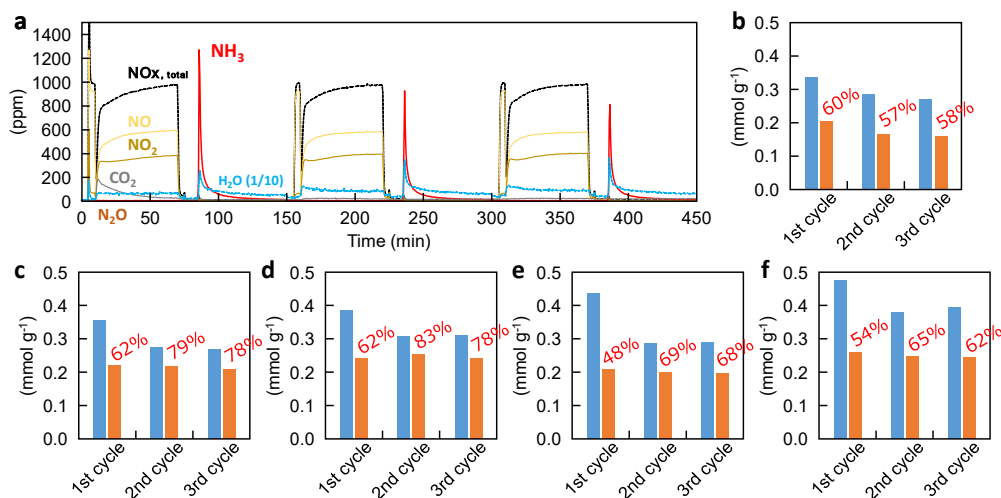 a
1400
1200
1000
800
600
400
200
0
(ppm)
NOx, total
NH3
NO
NO2
CO2
N2O
H2O (1/10)
0 50 100 150 200 250 300 350 400 450
Time (min)
b
0.5
0.4
0.3
0.2
0.1
0.0
(mmol g-1)
60%
57%
58%
1st cycle
2nd cycle
3rd cycle
c
0.5
0.4
0.3
0.2
0.1
0.0
(mmol g-1)
62%
79%
78%
1st cycle
2nd cycle
3rd cycle
d
0.5
0.4
0.3
0.2
0.1
0.0
(mmol g-1)
62%
83%
78%
1st cycle
2nd cycle
3rd cycle
e
0.5
0.4
0.3
0.2
0.1
0.0
(mmol g-1)
48%
69%
68%
1st cycle
2nd cycle
3rd cycle
f
0.5
0.4
0.3
0.2
0.1
0.0
(mmol g-1)
54%
65%
62%
1st cycle
2nd cycle
3rd cycle